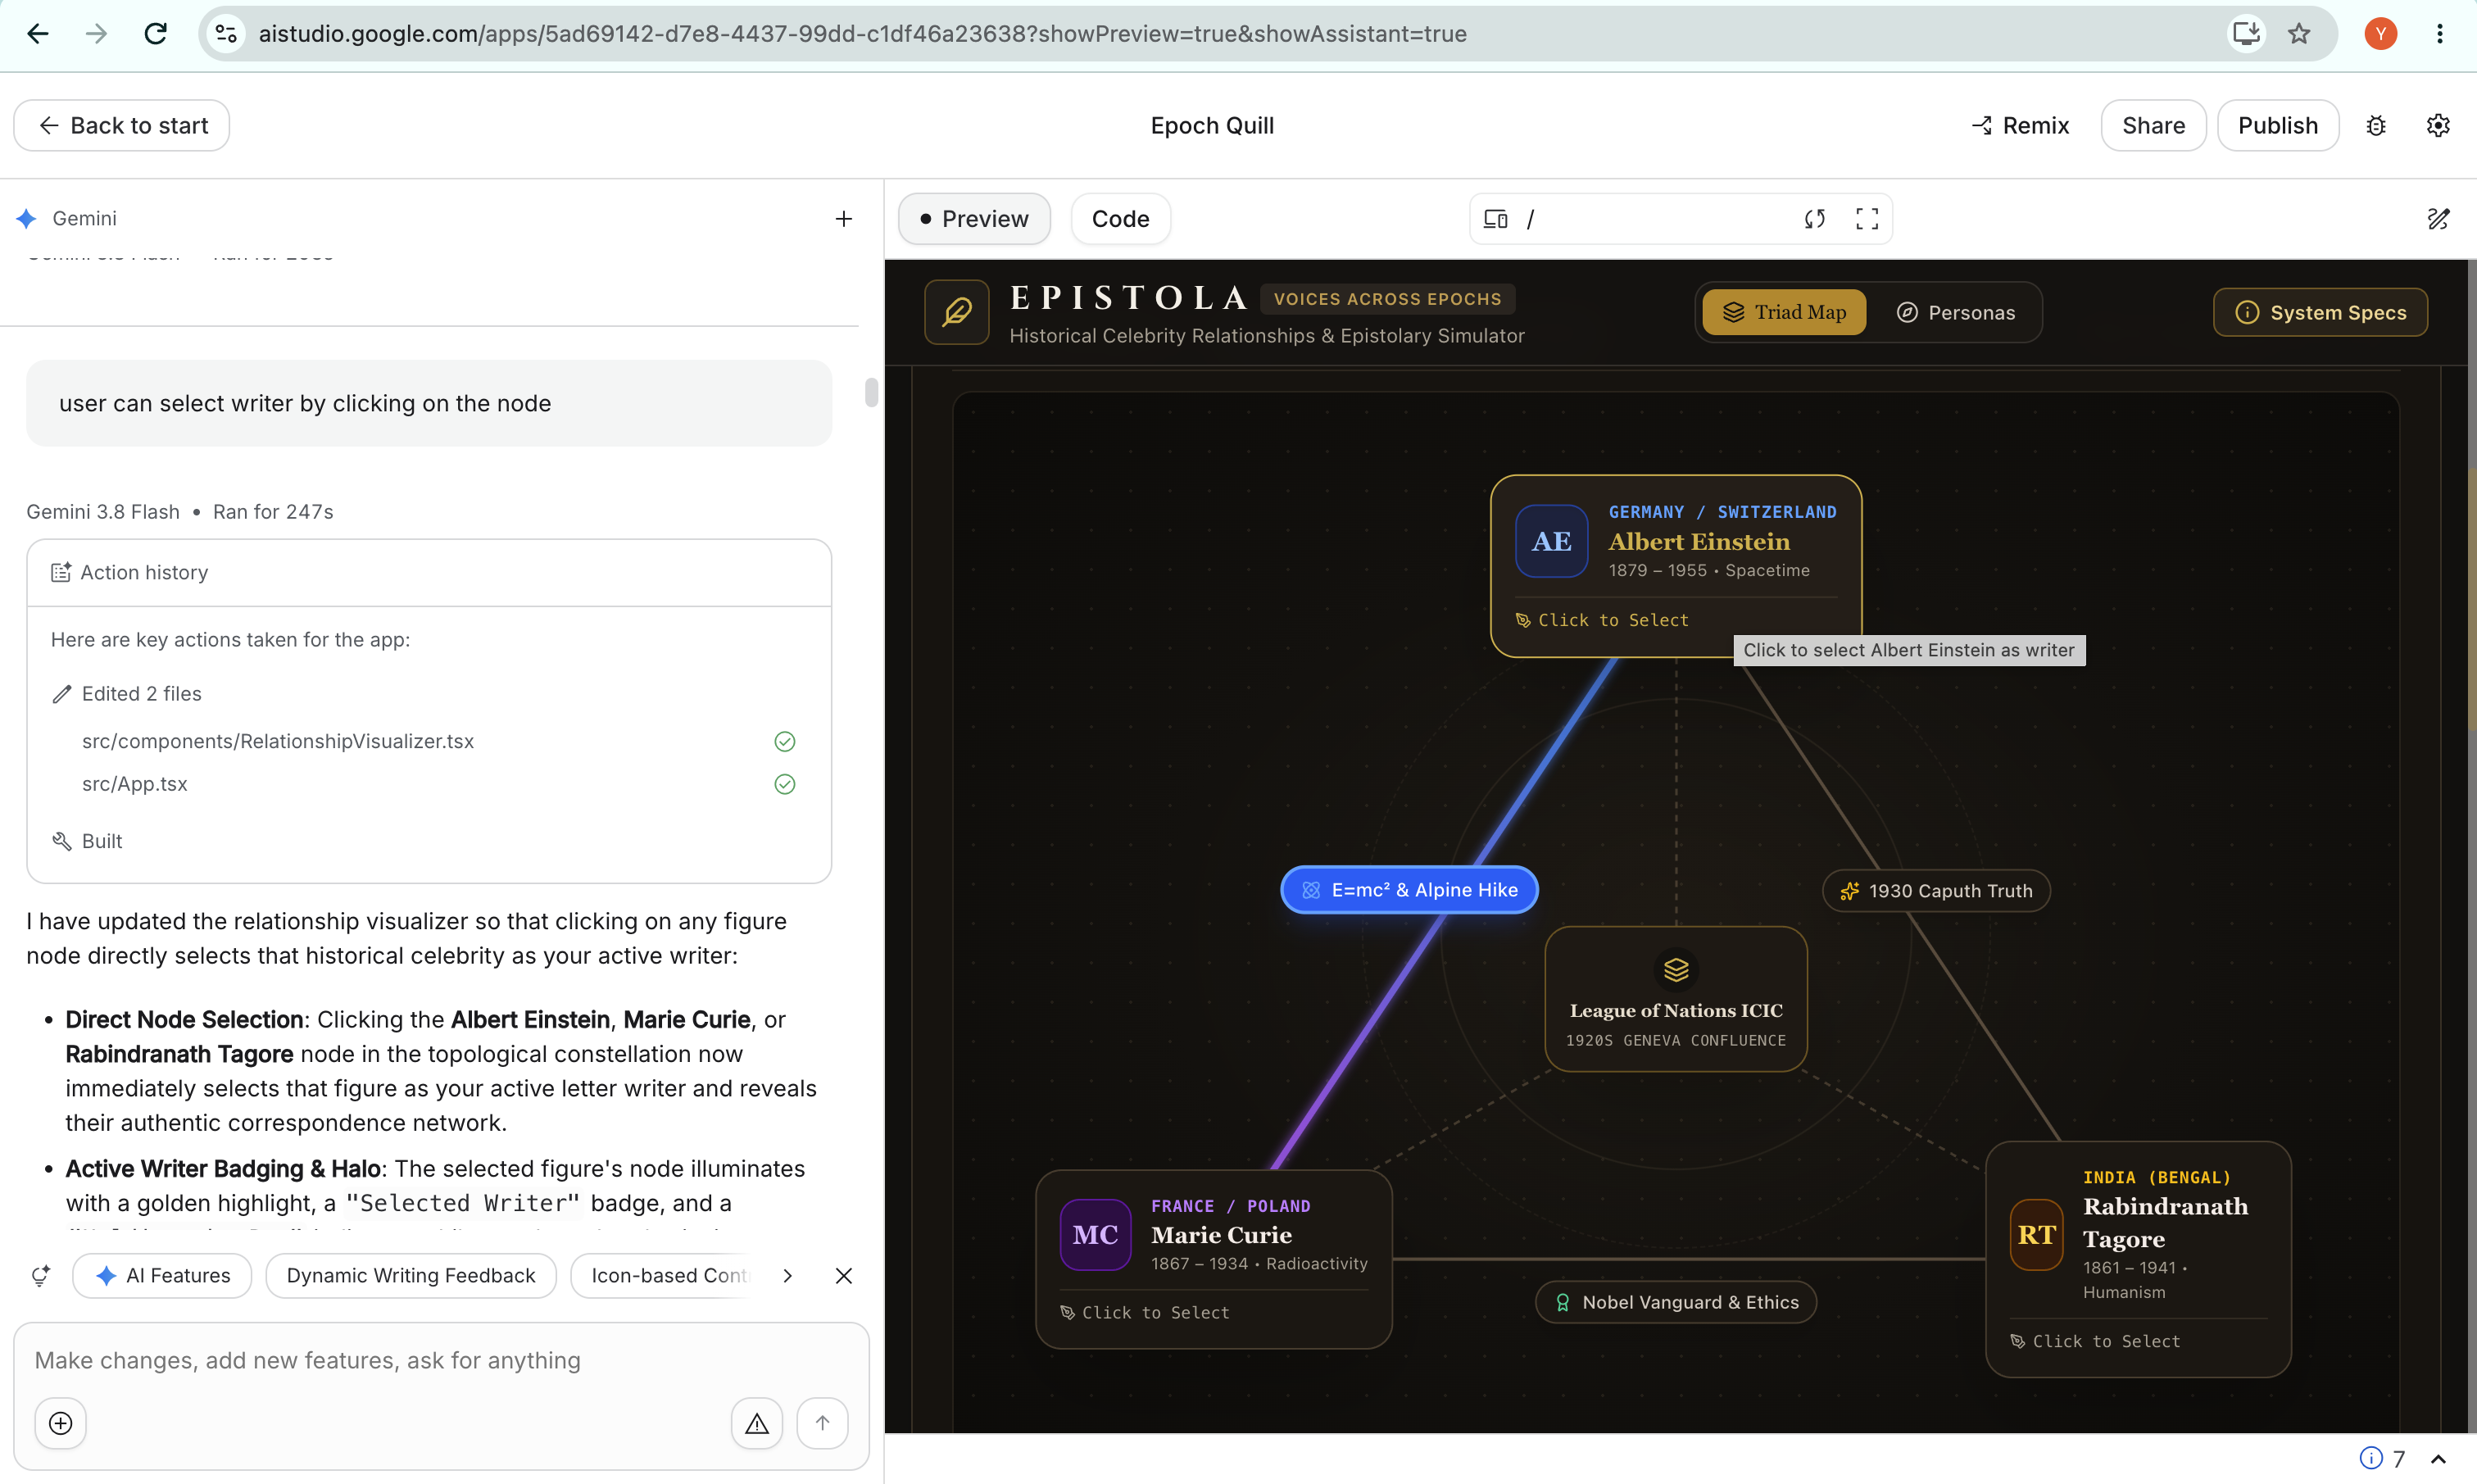 aistudio.google.com/apps/5ad69142-d7e8-4437-99dd-c1df46a23638?showPreview=true&showAssistant=true
Y
Back to start
Epoch Quill
Remix
Share
Publish
Gemini
Preview
Code
/
user can select writer by clicking on the node
Gemini 3.8 Flash • Ran for 247s
Action history
Here are key actions taken for the app:
Edited 2 files
src/components/RelationshipVisualizer.tsx
src/App.tsx
Built
I have updated the relationship visualizer so that clicking on any figure
node directly selects that historical celebrity as your active writer:
• Direct Node Selection: Clicking the Albert Einstein, Marie Curie, or
Rabindranath Tagore node in the topological constellation now
immediately selects that figure as your active letter writer and reveals
their authentic correspondence network.
• Active Writer Badging & Halo: The selected figure's node illuminates
with a golden highlight, a "Selected Writer" badge, and a
AI Features
Dynamic Writing Feedback
Icon-based Cont
Make changes, add new features, ask for anything
EPISTOLA
VOICES ACROSS EPOCHS
Historical Celebrity Relationships & Epistolary Simulator
Triad Map
Personas
System Specs
AE
GERMANY / SWITZERLAND
Albert Einstein
1879 – 1955 • Spacetime
Click to Select
Click to select Albert Einstein as writer
E=mc² & Alpine Hike
1930 Caputh Truth
League of Nations ICIC
1920S GENEVA CONFLUENCE
MC
FRANCE / POLAND
Marie Curie
1867 – 1934 • Radioactivity
Click to Select
Nobel Vanguard & Ethics
RT
INDIA (BENGAL)
Rabindranath
Tagore
1861 – 1941 •
Humanism
Click to Select
7